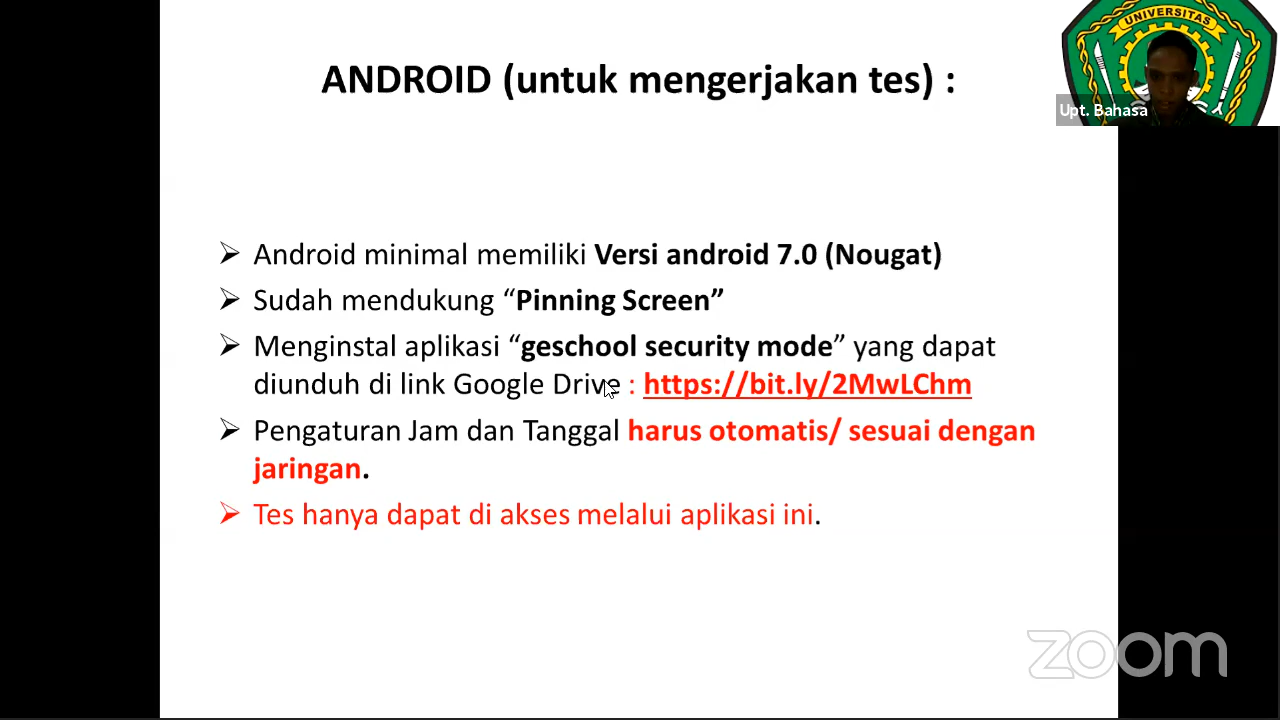 ANDROID (untuk mengerjakan tes) :
UNIVERSITAS
Upt. Bahasa
➢ Android minimal memiliki Versi android 7.0 (Nougat)
➢ Sudah mendukung “Pinning Screen”
➢ Menginstal aplikasi “geschool security mode” yang dapat
diunduh di link Google Drive : https://bit.ly/2MwLChm
➢ Pengaturan Jam dan Tanggal harus otomatis/ sesuai dengan
jaringan.
➢ Tes hanya dapat di akses melalui aplikasi ini.
zoom